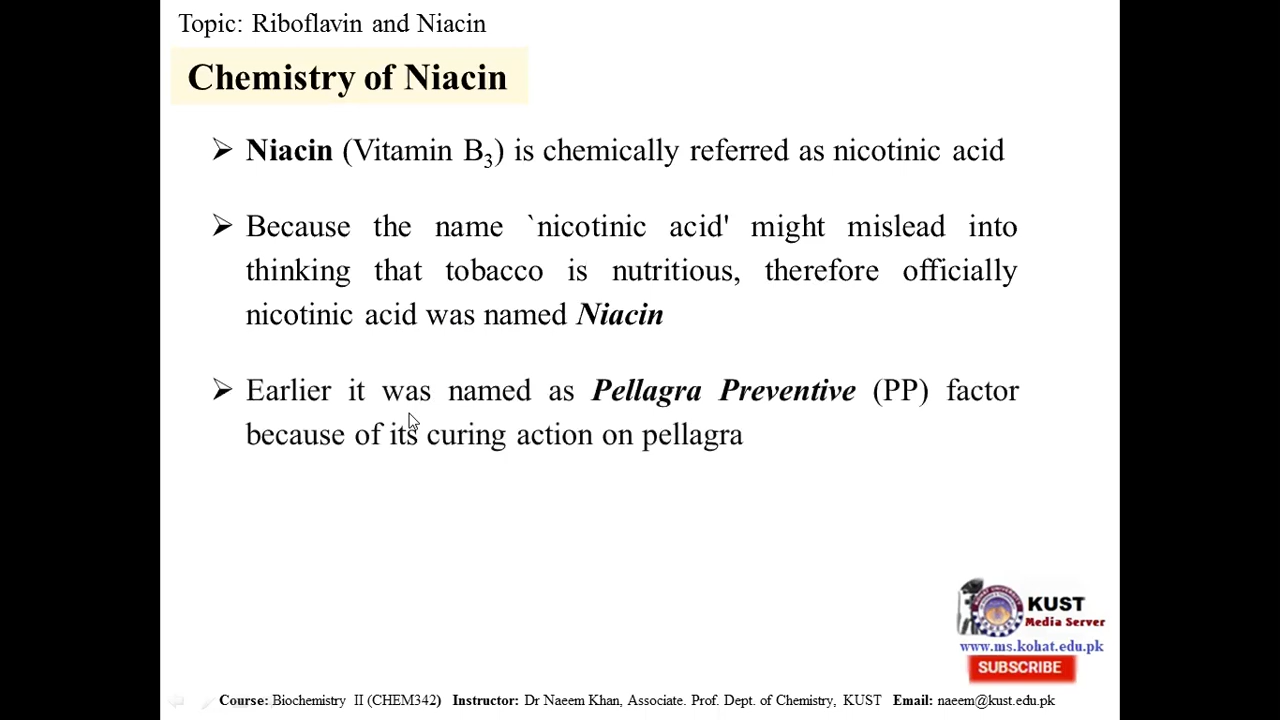 Topic: Riboflavin and Niacin
Chemistry of Niacin
➢ Niacin (Vitamin B₃) is chemically referred as nicotinic acid
➢ Because the name `nicotinic acid' might mislead into
thinking that tobacco is nutritious, therefore officially
nicotinic acid was named Niacin
➢ Earlier it was named as Pellagra Preventive (PP) factor
because of its curing action on pellagra
KUST
Media Server
www.ms.kohat.edu.pk
SUBSCRIBE
Course: Biochemistry II (CHEM342) Instructor: Dr Naeem Khan, Associate. Prof. Dept. of Chemistry, KUST Email: naeem@kust.edu.pk